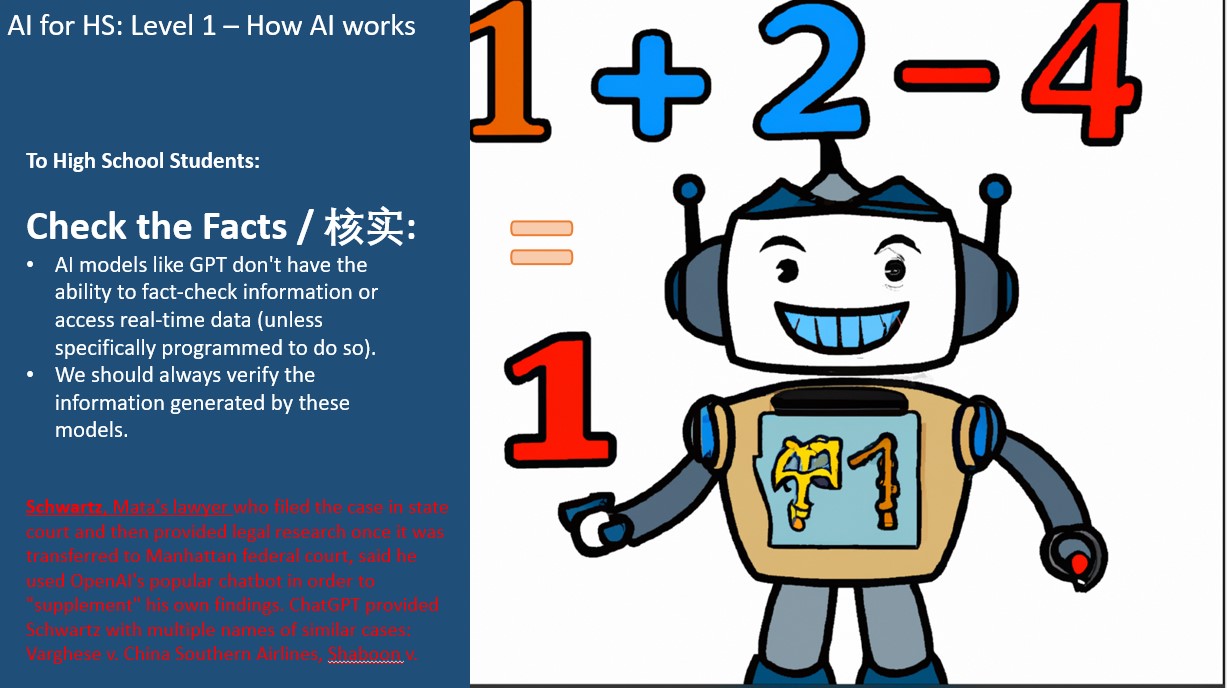 AI for HS: Level 1 – How AI works
To High School Students:
Check the Facts / 核实:
• AI models like GPT don't have the
ability to fact-check information or
access real-time data (unless
specifically programmed to do so).
• We should always verify the
information generated by these
models.
Schwartz, Mata's lawyer who filed the case in state
court and then provided legal research once it was
transferred to Manhattan federal court, said he
used OpenAI's popular chatbot in order to
"supplement" his own findings. ChatGPT provided
Schwartz with multiple names of similar cases:
Varghese v. China Southern Airlines, Shaboon v.
1 + 2 – 4
=
1